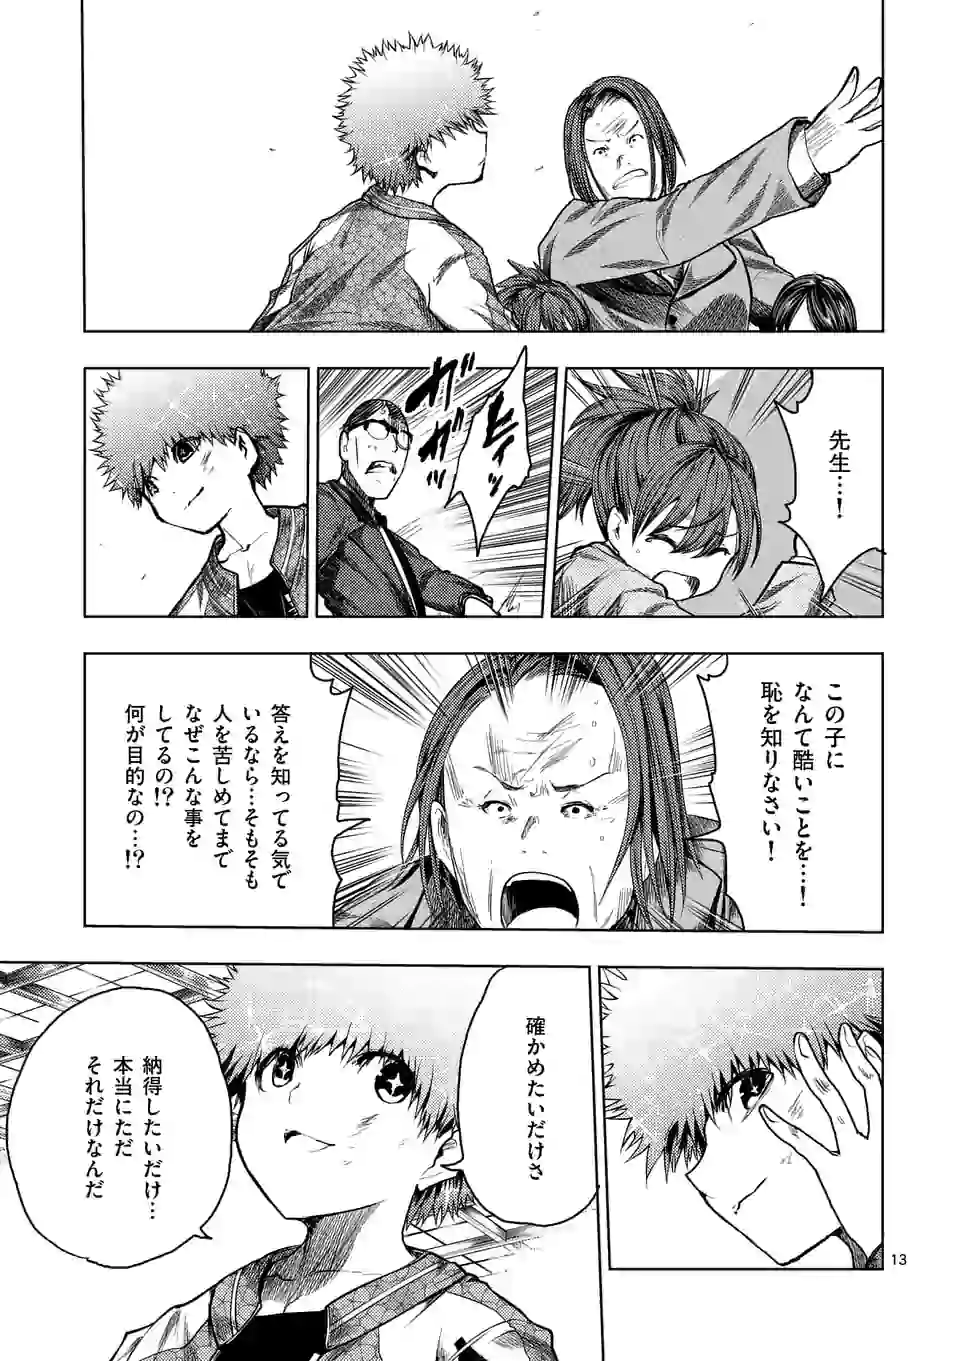 先生…！
ビッ
ガッ
ガッ
この子に
なんて酷いことを…！
恥を知りなさい！
答えを知ってる気で
いるなら…そもそも
人を苦しめてまで
なぜこんな事を
してるの！？
何が目的なの…！？
確かめたいだけさ
納得したいだけ…
本当にただ
それだけなんだ
13